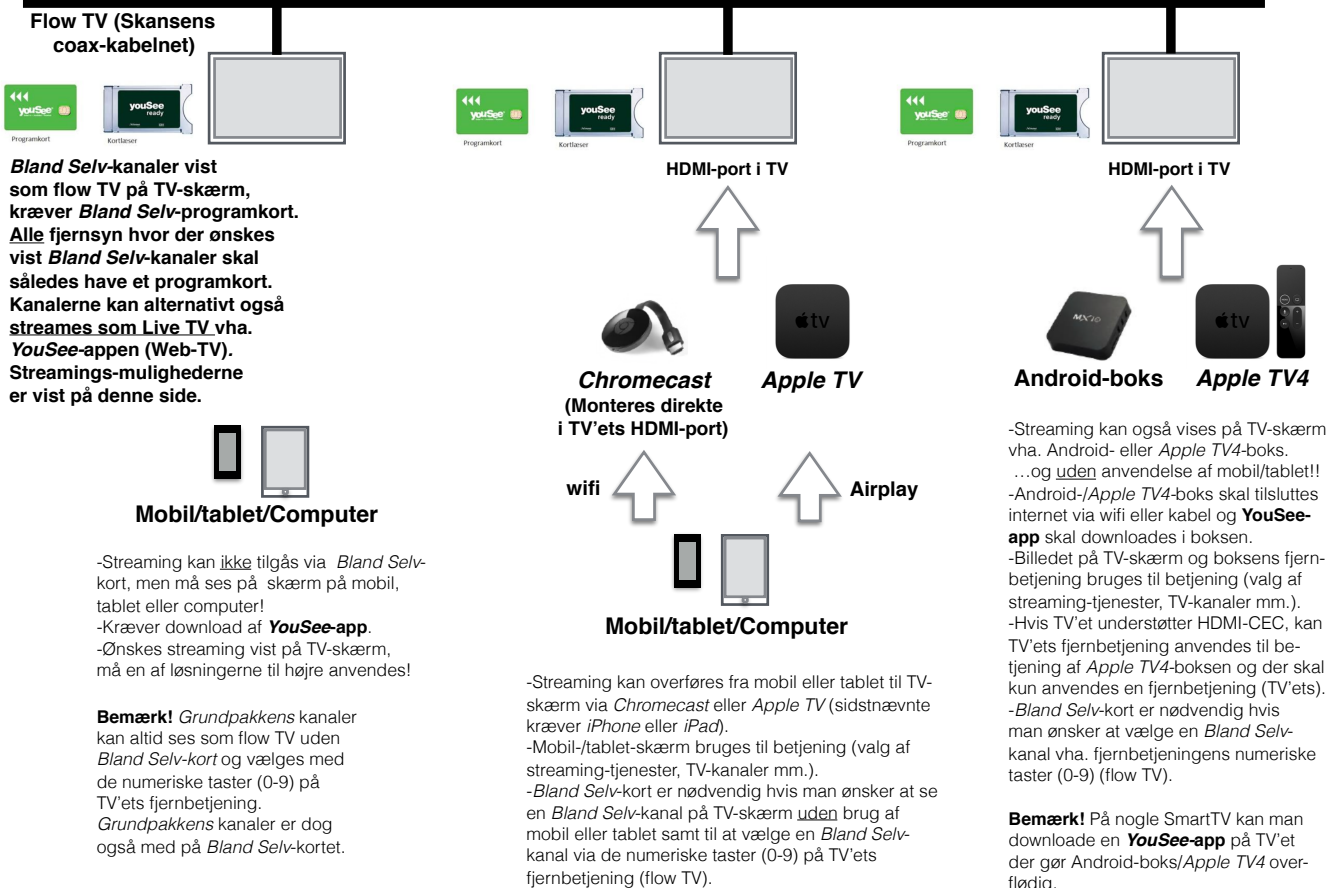 Flow TV (Skansens
coax-kabelnet)
youSee
Programkort
youSee
ready
Kortlæser
Bland Selv-kanaler vist
som flow TV på TV-skærm,
kræver Bland Selv-programkort.
Alle fjernsyn hvor der ønskes
vist Bland Selv-kanaler skal
således have et programkort.
Kanalerne kan alternativt også
streames som Live TV vha.
YouSee-appen (Web-TV).
Streamings-mulighederne
er vist på denne side.
Mobil/tablet/Computer
-Streaming kan ikke tilgås via Bland Selv-
kort, men må ses på skærm på mobil,
tablet eller computer!
-Kræver download af YouSee-app.
-Ønskes streaming vist på TV-skærm,
må en af løsningerne til højre anvendes!
Bemærk! Grundpakkens kanaler
kan altid ses som flow TV uden
Bland Selv-kort og vælges med
de numeriske taster (0-9) på
TV'ets fjernbetjening.
Grundpakkens kanaler er dog
også med på Bland Selv-kortet.
youSee
Programkort
youSee
ready
Kortlæser
HDMI-port i TV
tv
Chromecast
(Monteres direkte
i TV'ets HDMI-port)
Apple TV
wifi
Airplay
Mobil/tablet/Computer
-Streaming kan overføres fra mobil eller tablet til TV-
skærm via Chromecast eller Apple TV (sidstnævnte
kræver iPhone eller iPad).
-Mobil-/tablet-skærm bruges til betjening (valg af
streaming-tjenester, TV-kanaler mm.).
-Bland Selv-kort er nødvendig hvis man ønsker at se
en Bland Selv-kanal på TV-skærm uden brug af
mobil eller tablet samt til at vælge en Bland Selv-
kanal via de numeriske taster (0-9) på TV'ets
fjernbetjening (flow TV).
youSee
Programkort
youSee
ready
Kortlæser
HDMI-port i TV
tv
Android-boks
Apple TV4
-Streaming kan også vises på TV-skærm
vha. Android- eller Apple TV4-boks.
…og uden anvendelse af mobil/tablet!!
-Android-/Apple TV4-boks skal tilsluttes
internet via wifi eller kabel og YouSee-
app skal downloades i boksen.
-Billedet på TV-skærm og boksens fjern-
betjening bruges til betjening (valg af
streaming-tjenester, TV-kanaler mm.).
-Hvis TV'et understøtter HDMI-CEC, kan
TV'ets fjernbetjening anvendes til be-
tjening af Apple TV4-boksen og der skal
kun anvendes en fjernbetjening (TV'ets).
-Bland Selv-kort er nødvendig hvis
man ønsker at vælge en Bland Selv-
kanal vha. fjernbetjeningens numeriske
taster (0-9) (flow TV).
Bemærk! På nogle SmartTV kan man
downloade en YouSee-app på TV'et
der gør Android-boks/Apple TV4 over-
flødig.